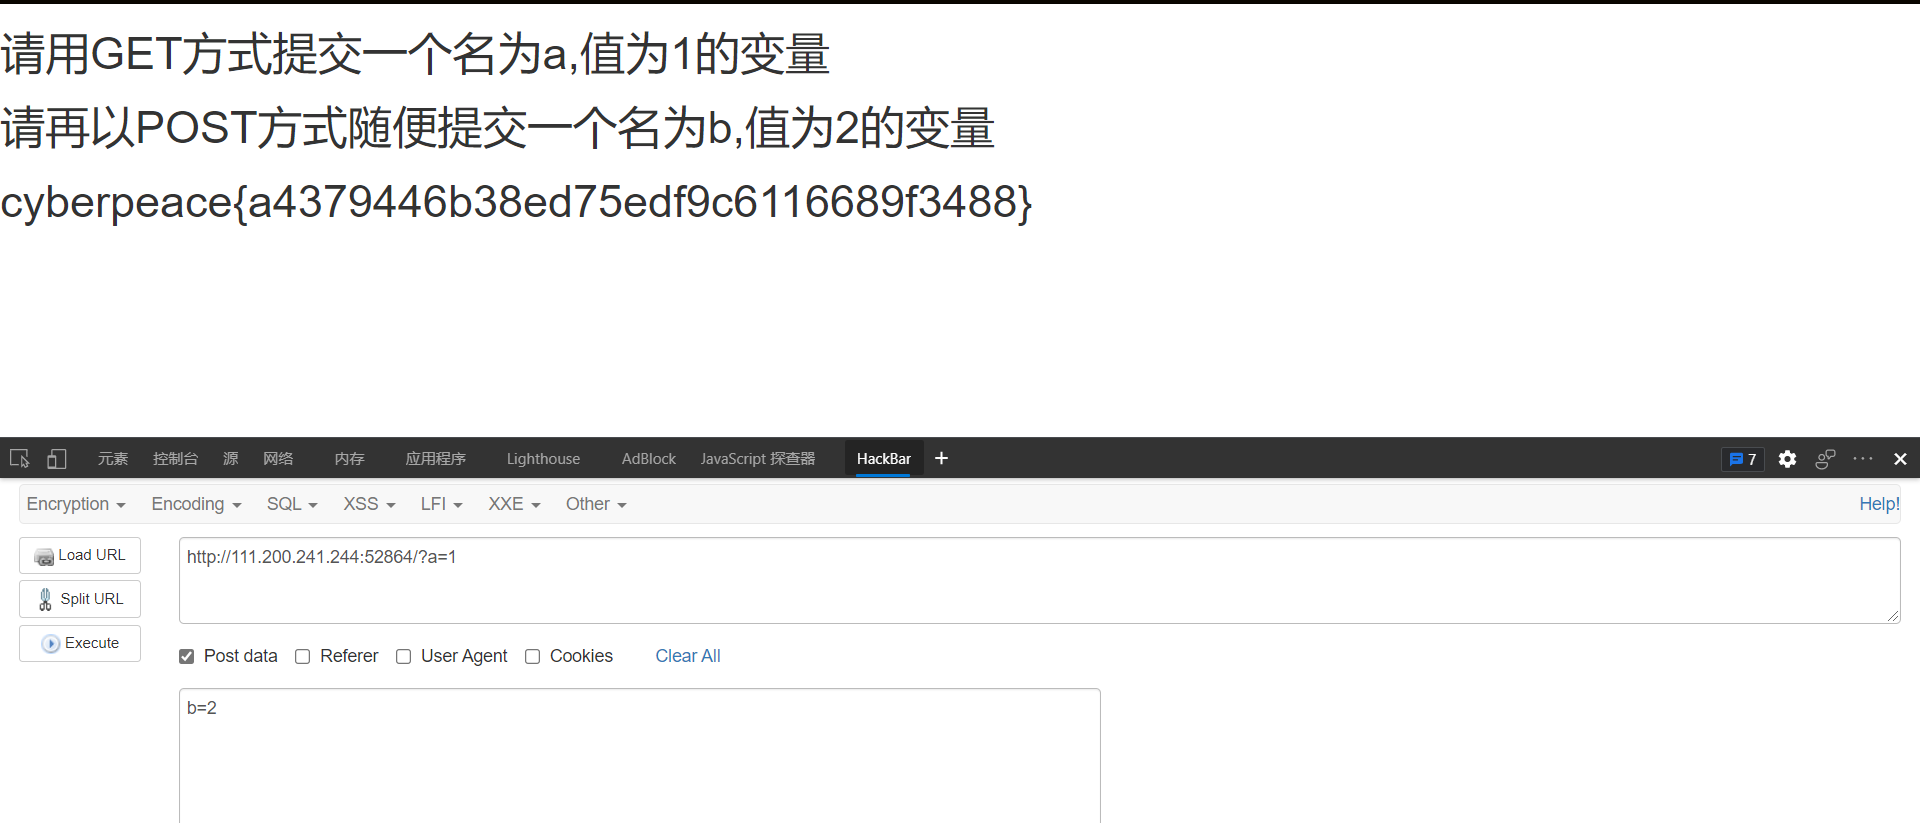 请用GET方式提交一个名为a,值为1的变量
请再以POST方式随便提交一个名为b,值为2的变量
cyberpeace{a4379446b38ed75edf9c6116689f3488}
元素 控制台 源 网络 内存 应用程序 Lighthouse AdBlock JavaScript 探查器 HackBar + 7
Encryption Encoding SQL XSS LFI XXE Other Help!
Load URL
http://111.200.241.244:52864/?a=1
Split URL
Execute
Post data Referer User Agent Cookies Clear All
b=2